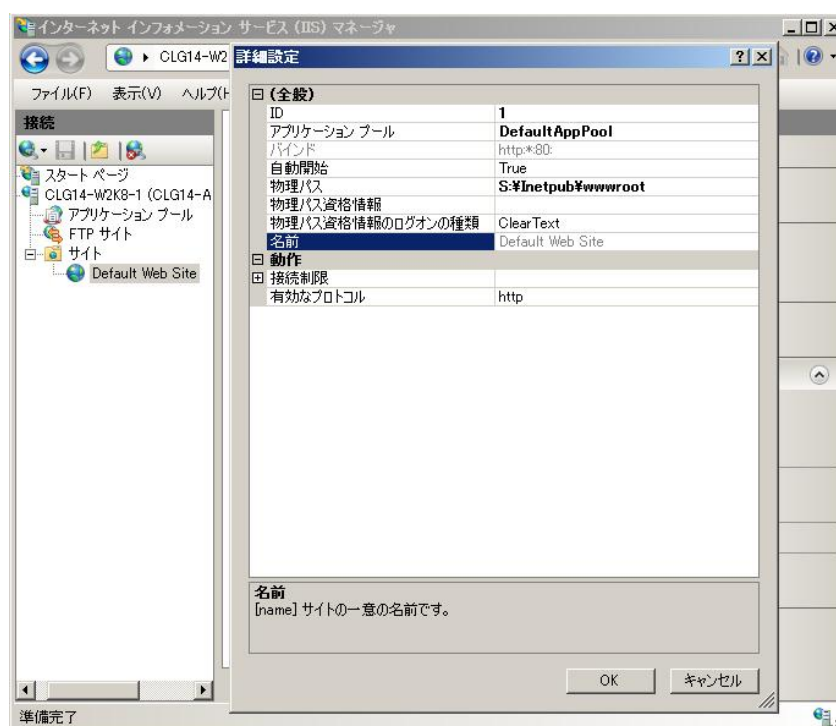 インターネット インフォメーション サービス (IIS) マネージャ
CLG14-W2
ファイル(F) 表示(V) ヘルプ(H
接続
スタート ページ
CLG14-W2K8-1 (CLG14-A
アプリケーション プール
FTP サイト
サイト
Default Web Site
準備完了
詳細設定
(全般)
ID 1
アプリケーション プール DefaultAppPool
バインド http:*:80:
自動開始 True
物理パス S:¥Inetpub¥wwwroot
物理パス資格情報
物理パス資格情報のログオンの種類 ClearText
名前 Default Web Site
動作
接続制限
有効なプロトコル http
名前
[name] サイトの一意の名前です。
OK キャンセル